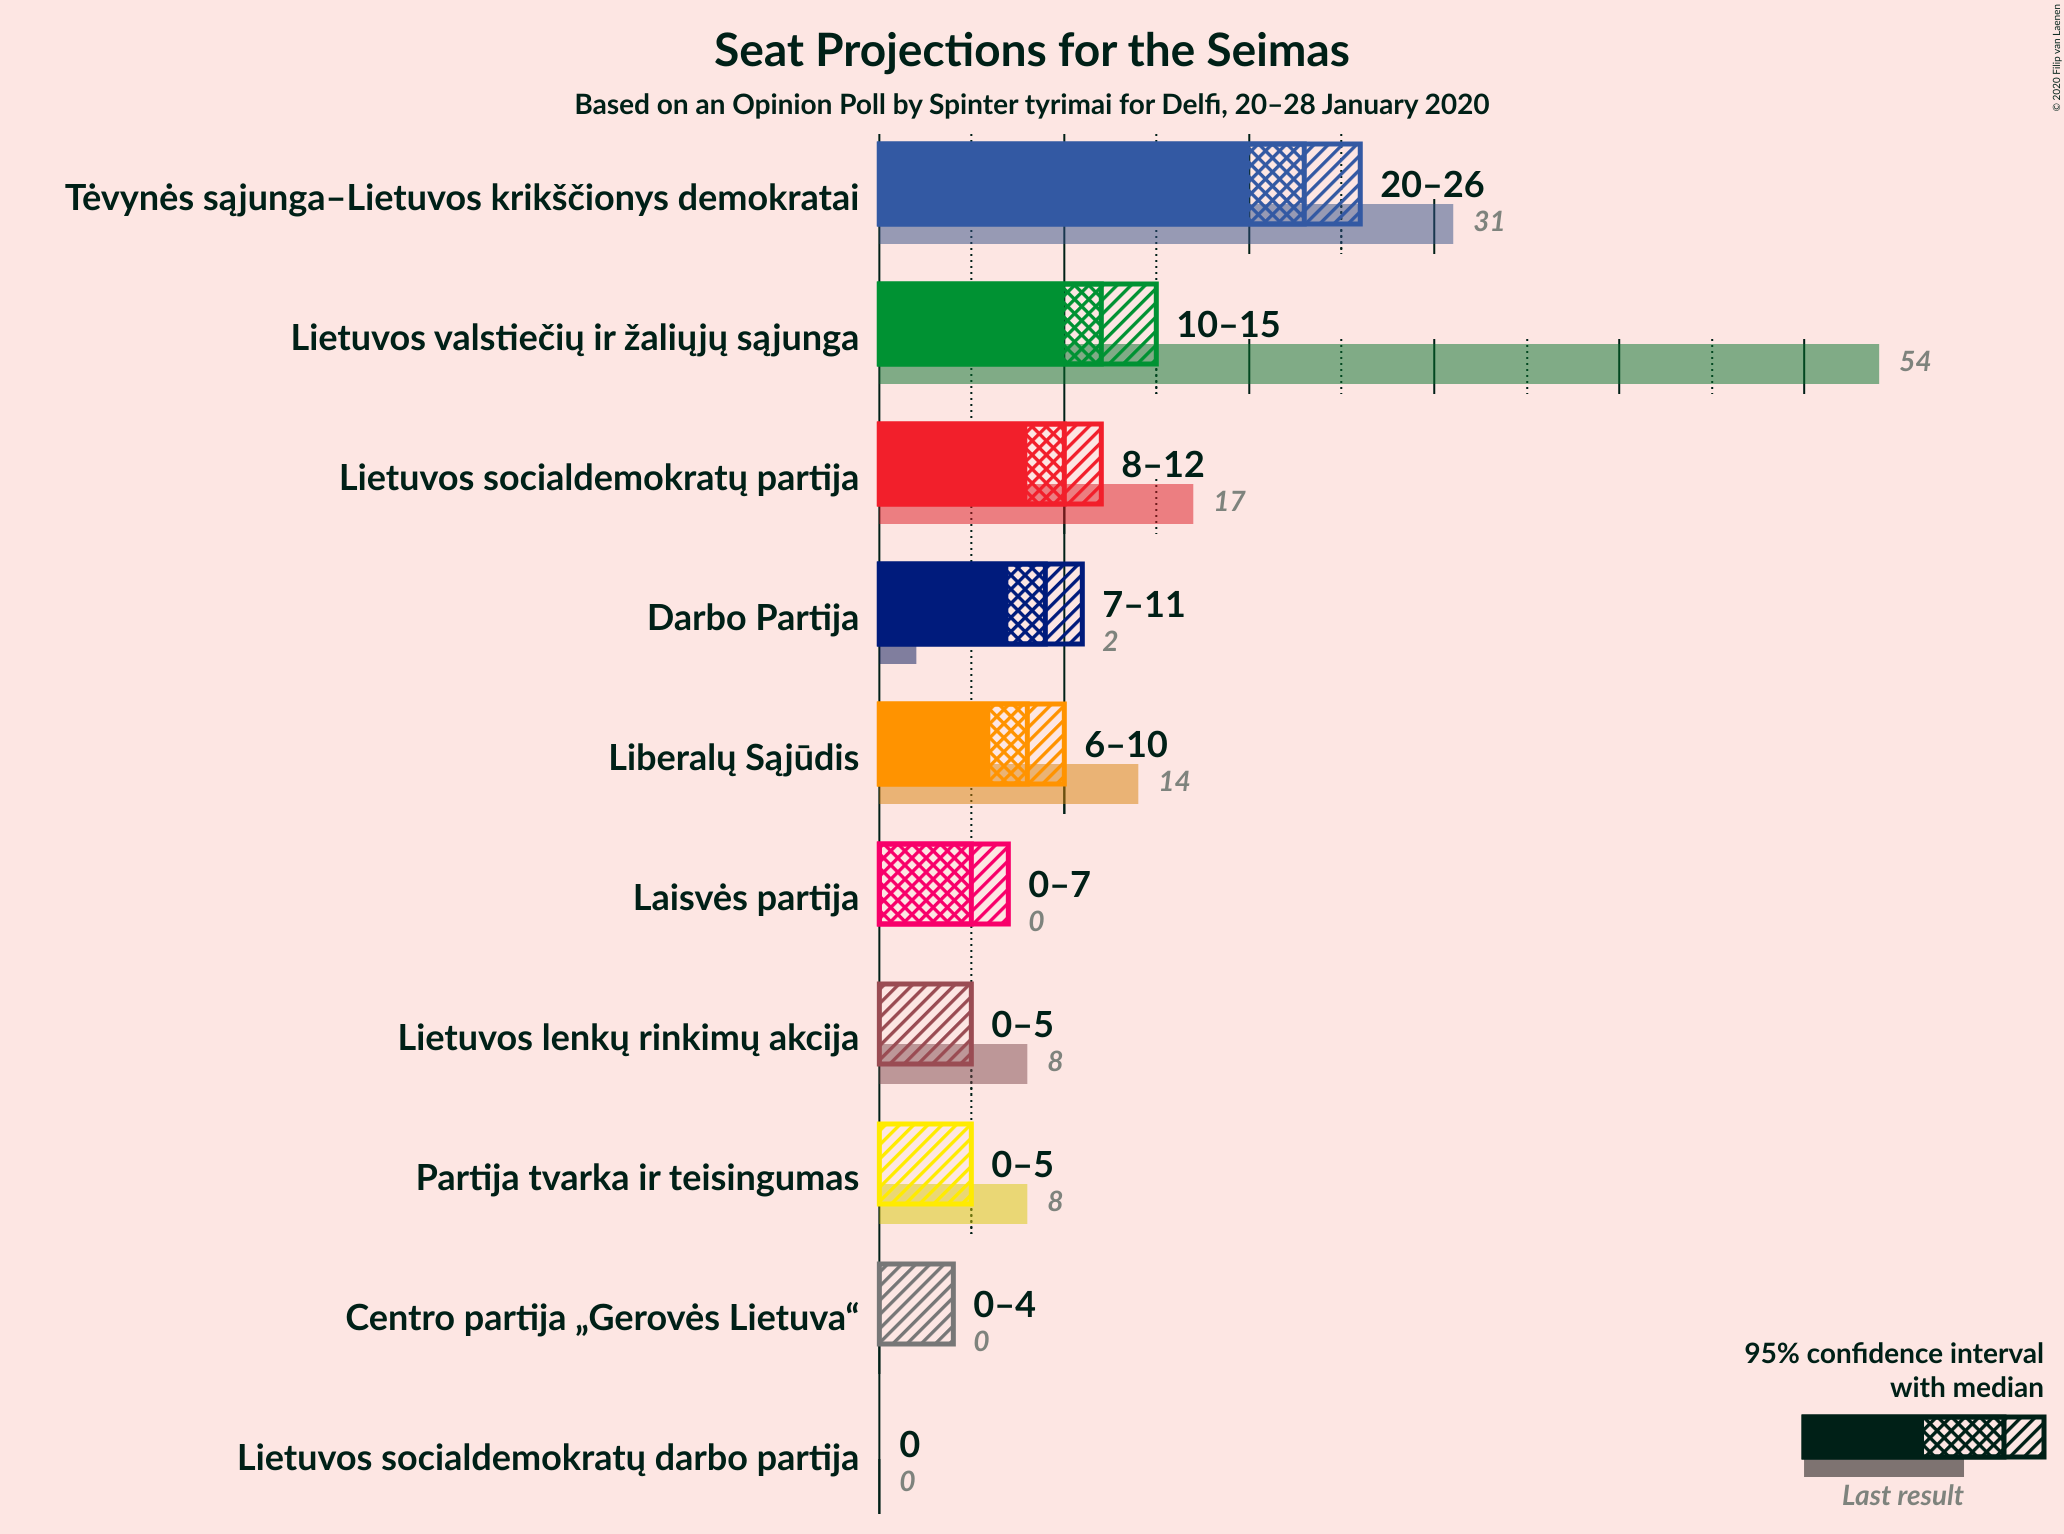 Seat Projections for the Seimas
Based on an Opinion Poll by Spinter tyrimai for Delfi, 20–28 January 2020
© 2020 Filip van Laenen
Tėvynės sąjunga–Lietuvos krikščionys demokratai
20–26
31
Lietuvos valstiečių ir žaliųjų sąjunga
10–15
54
Lietuvos socialdemokratų partija
8–12
17
Darbo Partija
7–11
2
Liberalų Sąjūdis
6–10
14
Laisvės partija
0–7
0
Lietuvos lenkų rinkimų akcija
0–5
8
Partija tvarka ir teisingumas
0–5
8
Centro partija „Gerovės Lietuva“
0–4
0
Lietuvos socialdemokratų darbo partija
0
0
95% confidence interval
with median
Last result